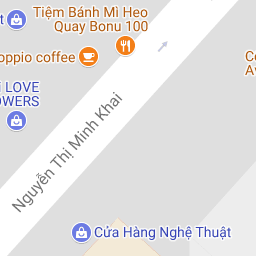 Tiệm Bánh Mì Heo
Quay Bonu 100
oppio coffee
LOVE
OWERS
Nguyễn Thị Minh Khai
Cửa Hàng Nghệ Thuật